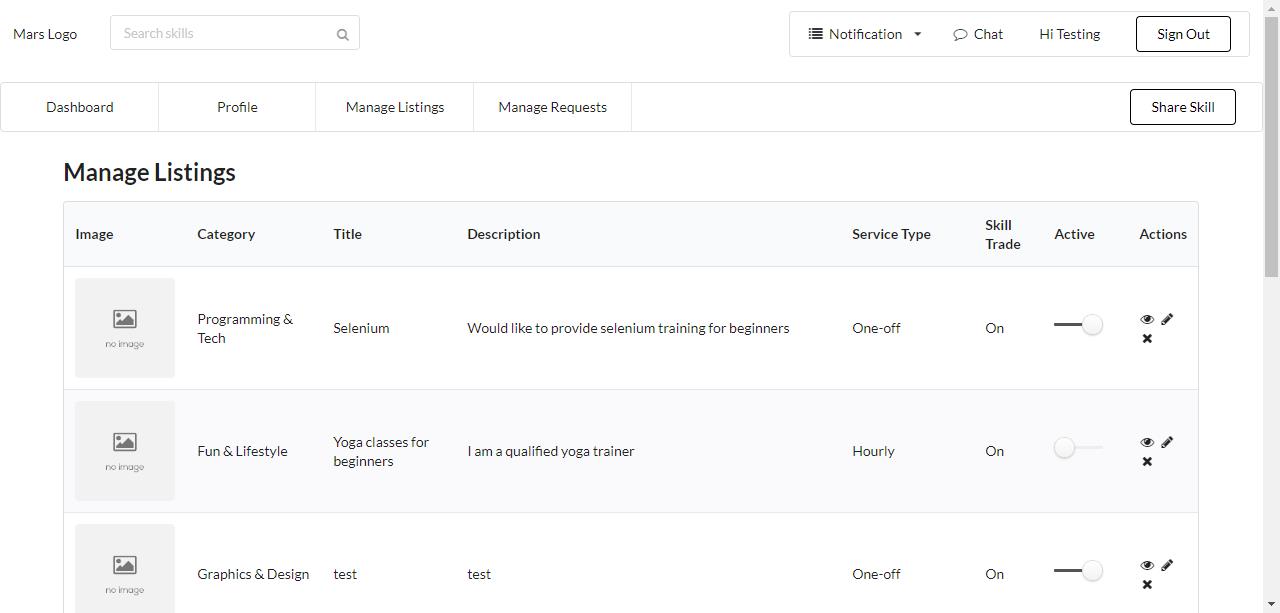 Mars Logo
Search skills
Notification
Chat
Hi Testing
Sign Out
Dashboard
Profile
Manage Listings
Manage Requests
Share Skill
Manage Listings
Image
Category
Title
Description
Service Type
Skill
Trade
Active
Actions
no image
Programming &
Tech
Selenium
Would like to provide selenium training for beginners
One-off
On
no image
Fun & Lifestyle
Yoga classes for
beginners
I am a qualified yoga trainer
Hourly
On
no image
Graphics & Design
test
test
One-off
On